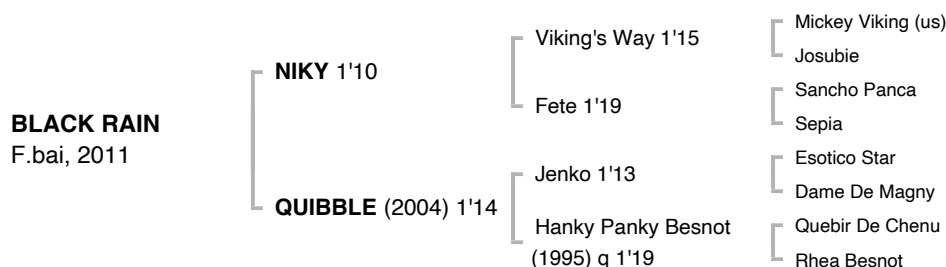 BLACK RAIN
F.bai, 2011
NIKY 1'10
QUIBBLE (2004) 1'14
Viking's Way 1'15
Fete 1'19
Jenko 1'13
Hanky Panky Besnot
(1995) q 1'19
Mickey Viking (us)
Josubie
Sancho Panca
Sepia
Esotico Star
Dame De Magny
Quebir De Chenu
Rhea Besnot